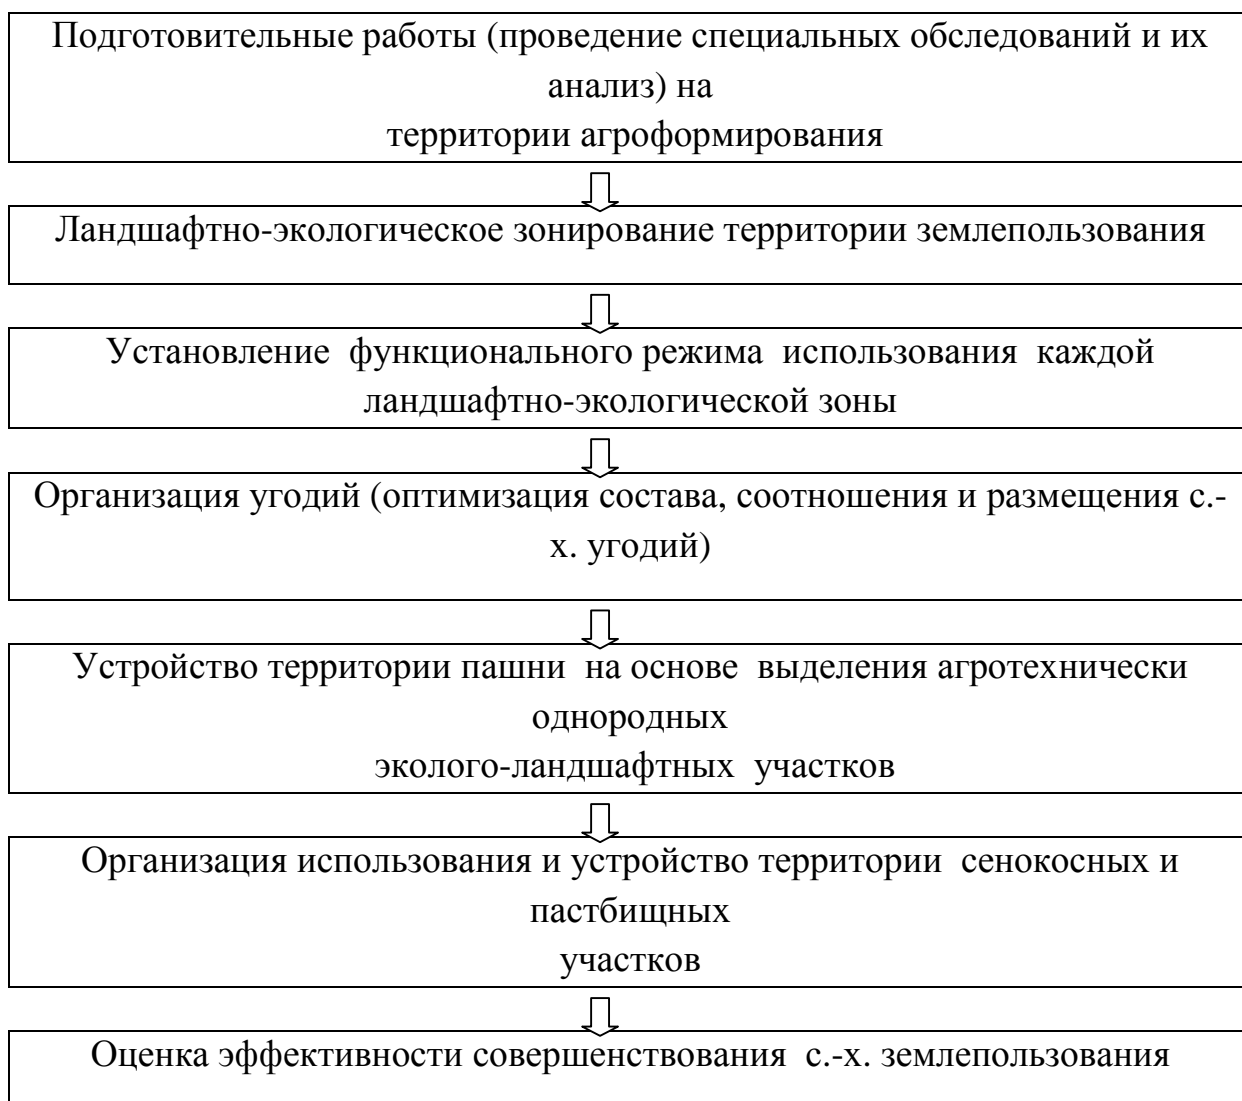 Подготовительные работы (проведение специальных обследований и их
анализ) на
территории агроформирования
Ландшафтно-экологическое зонирование территории землепользования
Установление функционального режима использования каждой
ландшафтно-экологической зоны
Организация угодий (оптимизация состава, соотношения и размещения с.-
х. угодий)
Устройство территории пашни на основе выделения агротехнически
однородных
эколого-ландшафтных участков
Организация использования и устройство территории сенокосных и
пастбищных
участков
Оценка эффективности совершенствования с.-х. землепользования